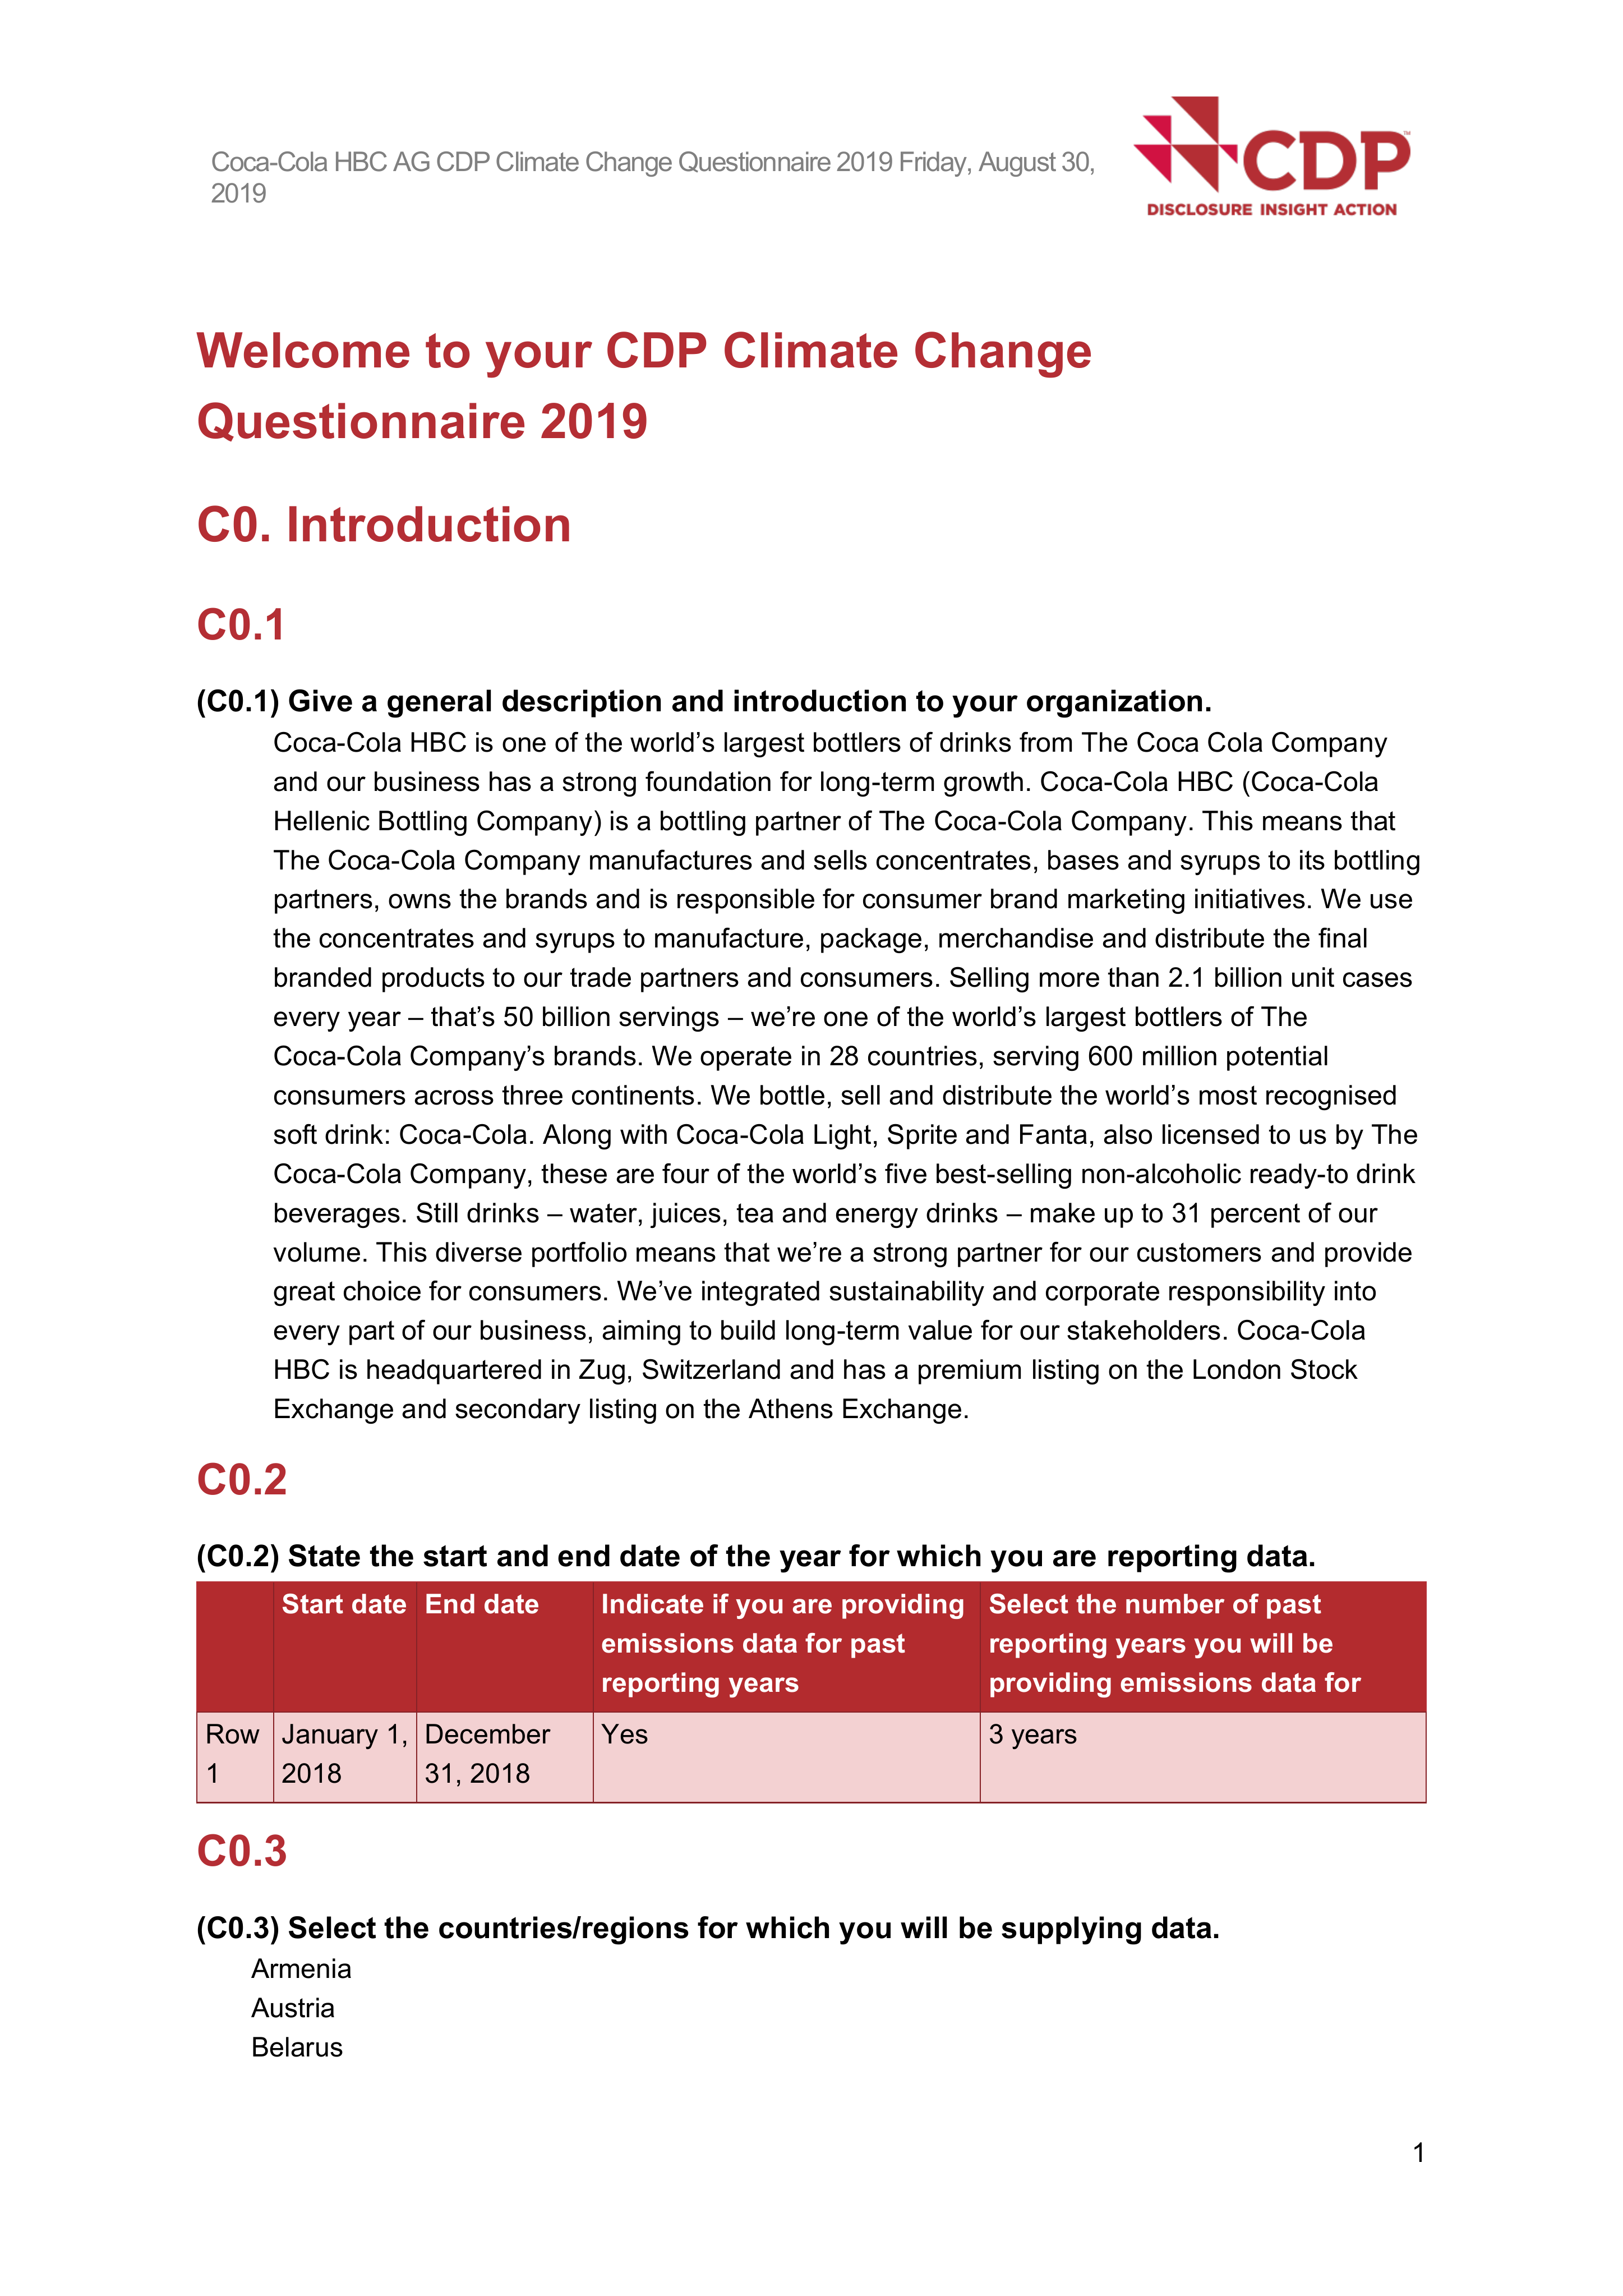 Coca-Cola HBC AG CDP Climate Change Questionnaire 2019 Friday, August 30,
2019
CDP™
DISCLOSURE INSIGHT ACTION
Welcome to your CDP Climate Change
Questionnaire 2019
C0. Introduction
C0.1
(C0.1) Give a general description and introduction to your organization.
Coca-Cola HBC is one of the world’s largest bottlers of drinks from The Coca Cola Company
and our business has a strong foundation for long-term growth. Coca-Cola HBC (Coca-Cola
Hellenic Bottling Company) is a bottling partner of The Coca-Cola Company. This means that
The Coca-Cola Company manufactures and sells concentrates, bases and syrups to its bottling
partners, owns the brands and is responsible for consumer brand marketing initiatives. We use
the concentrates and syrups to manufacture, package, merchandise and distribute the final
branded products to our trade partners and consumers. Selling more than 2.1 billion unit cases
every year – that’s 50 billion servings – we’re one of the world’s largest bottlers of The
Coca-Cola Company’s brands. We operate in 28 countries, serving 600 million potential
consumers across three continents. We bottle, sell and distribute the world’s most recognised
soft drink: Coca-Cola. Along with Coca-Cola Light, Sprite and Fanta, also licensed to us by The
Coca-Cola Company, these are four of the world’s five best-selling non-alcoholic ready-to drink
beverages. Still drinks – water, juices, tea and energy drinks – make up to 31 percent of our
volume. This diverse portfolio means that we’re a strong partner for our customers and provide
great choice for consumers. We’ve integrated sustainability and corporate responsibility into
every part of our business, aiming to build long-term value for our stakeholders. Coca-Cola
HBC is headquartered in Zug, Switzerland and has a premium listing on the London Stock
Exchange and secondary listing on the Athens Exchange.
C0.2
(C0.2) State the start and end date of the year for which you are reporting data.
Start date End date Indicate if you are providing Select the number of past
emissions data for past reporting years you will be
reporting years providing emissions data for
Row January 1, December Yes 3 years
1 2018 31, 2018
C0.3
(C0.3) Select the countries/regions for which you will be supplying data.
Armenia
Austria
Belarus
1